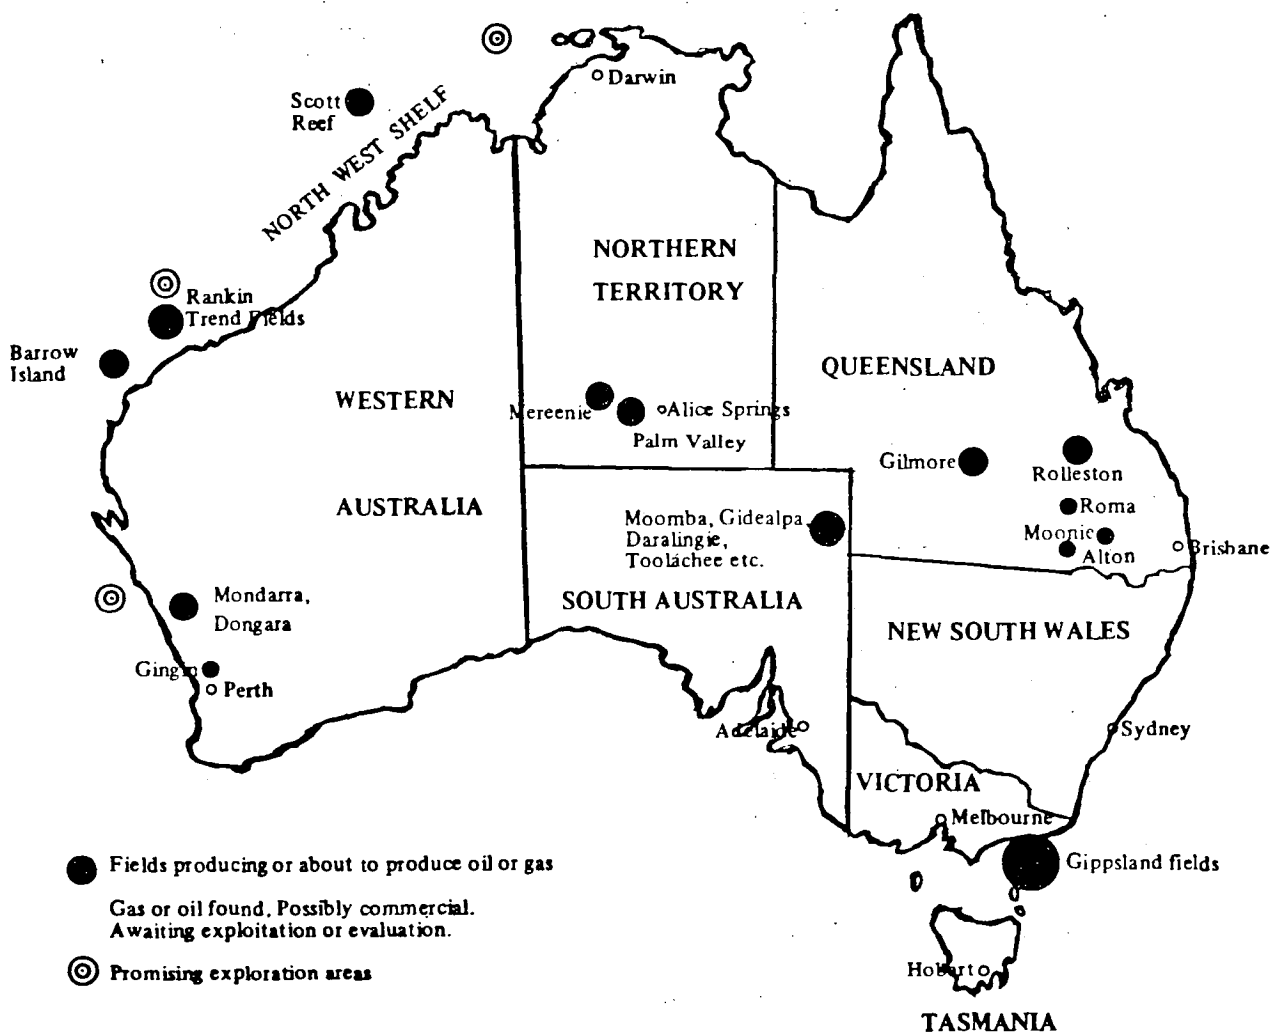 Darwin
Scott
Reef
NORTH WEST SHELF
NORTHERN
TERRITORY
Rankin
Trend Fields
Barrow
Island
QUEENSLAND
WESTERN
Mereenie
Alice Springs
Palm Valley
Gilmore
Rolleston
AUSTRALIA
Roma
Moomba, Gidealpa,
Daralingie,
Toolachee etc.
Moonie
Alton
Brisbane
Mondarra,
Dongara
SOUTH AUSTRALIA
NEW SOUTH WALES
Gingin
Perth
Adelaide
Sydney
VICTORIA
Melbourne
Gippsland fields
Fields producing or about to produce oil or gas
Gas or oil found. Possibly commercial.
Awaiting exploitation or evaluation.
Promising exploration areas
Hobart
TASMANIA